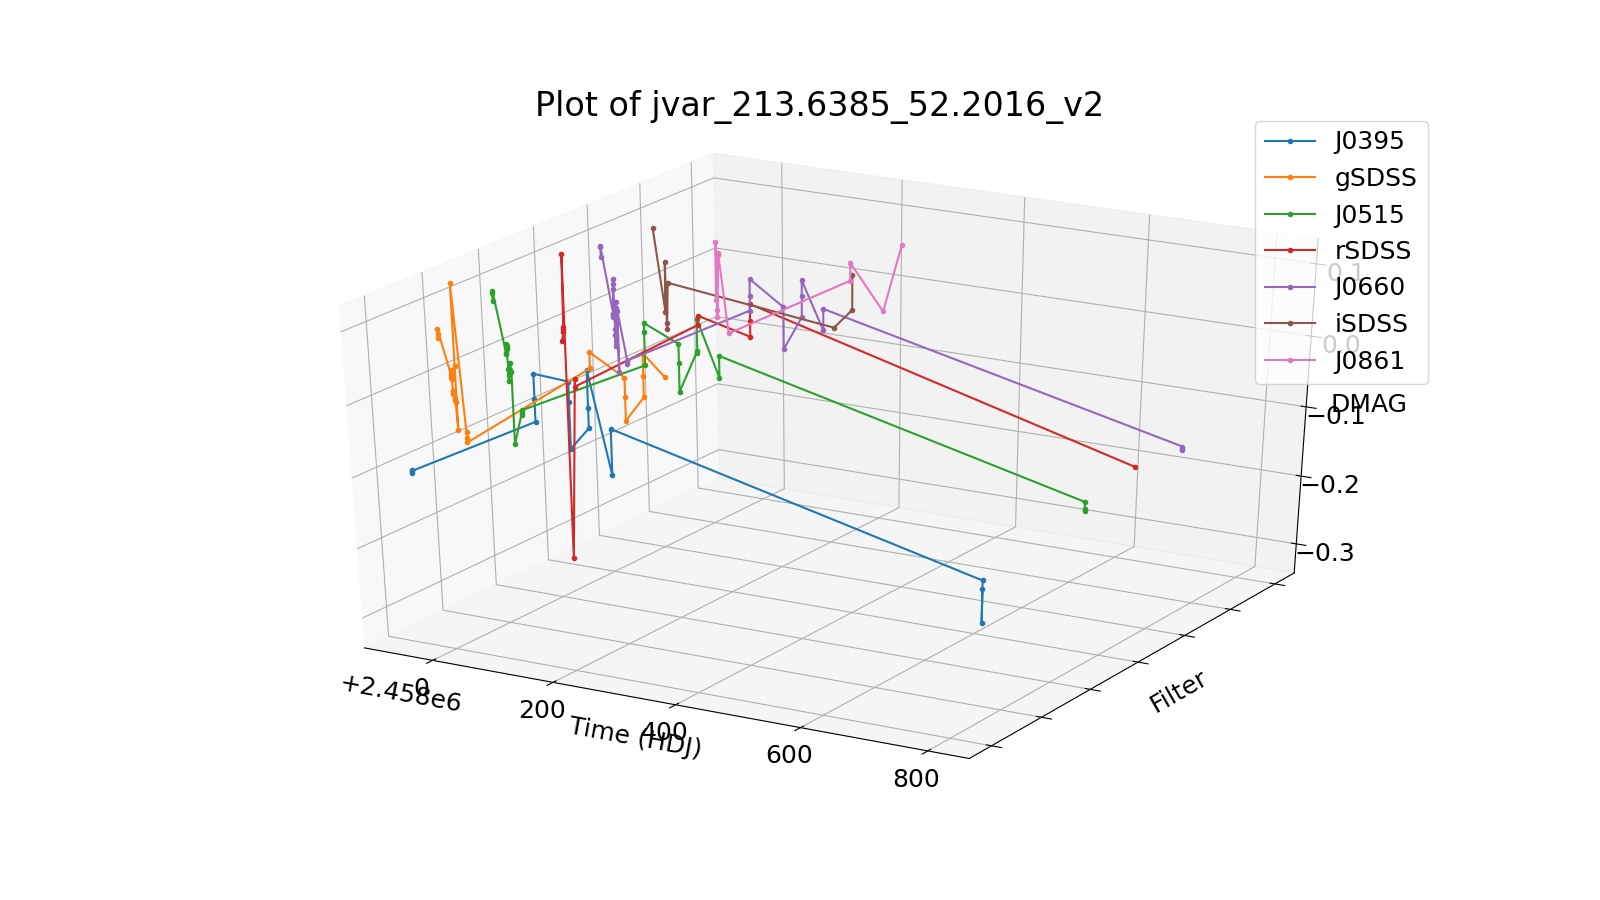 Plot of jvar_213.6385_52.2016_v2
J0395
gSDSS
J0515
rSDSS
J0660
iSDSS
J0861
0.1
0.0
−0.1
−0.2
−0.3
DMAG
Filter
0
200
400
600
800
+2.458e6
Time (HDJ)